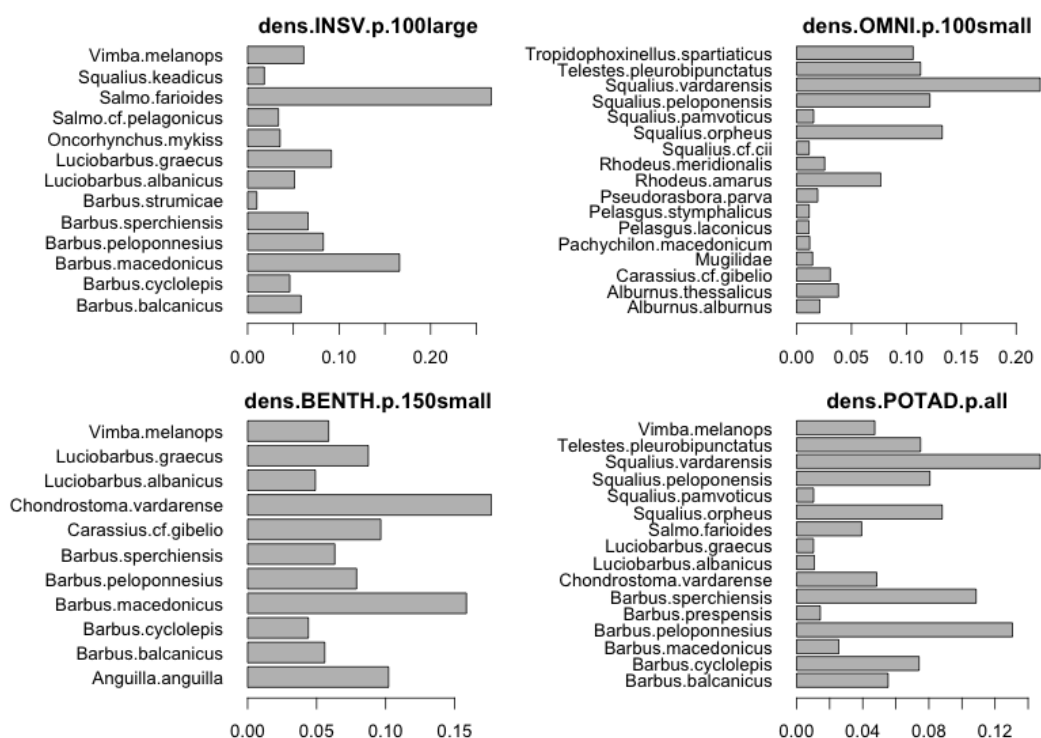 dens.INSV.p.100large
Vimba.melanops
Squalius.keadicus
Salmo.farioides
Salmo.cf.pelagonicus
Oncorhynchus.mykiss
Luciobarbus.graecus
Luciobarbus.albanicus
Barbus.strumicae
Barbus.sperchiensis
Barbus.peloponnesius
Barbus.macedonicus
Barbus.cyclolepis
Barbus.balcanicus
0.00 0.10 0.20
dens.OMNI.p.100small
Tropidophoxinellus.spartiaticus
Telestes.pleurobipunctatus
Squalius.vardarensis
Squalius.peloponensis
Squalius.pamvoticus
Squalius.orpheus
Squalius.cf.cii
Rhodeus.meridionalis
Rhodeus.amarus
Pseudorasbora.parva
Pelasgus.stymphalicus
Pelasgus.laconicus
Pachychilon.macedonicum
Mugilidae
Carassius.cf.gibelio
Alburnus.thessalicus
Alburnus.alburnus
0.00 0.05 0.10 0.15 0.20
dens.BENTH.p.150small
Vimba.melanops
Luciobarbus.graecus
Luciobarbus.albanicus
Chondrostoma.vardarense
Carassius.cf.gibelio
Barbus.sperchiensis
Barbus.peloponnesius
Barbus.macedonicus
Barbus.cyclolepis
Barbus.balcanicus
Anguilla.anguilla
0.00 0.05 0.10 0.15
dens.POTAD.p.all
Vimba.melanops
Telestes.pleurobipunctatus
Squalius.vardarensis
Squalius.peloponensis
Squalius.pamvoticus
Squalius.orpheus
Salmo.farioides
Luciobarbus.graecus
Luciobarbus.albanicus
Chondrostoma.vardarense
Barbus.sperchiensis
Barbus.prespensis
Barbus.peloponnesius
Barbus.macedonicus
Barbus.cyclolepis
Barbus.balcanicus
0.00 0.04 0.08 0.12